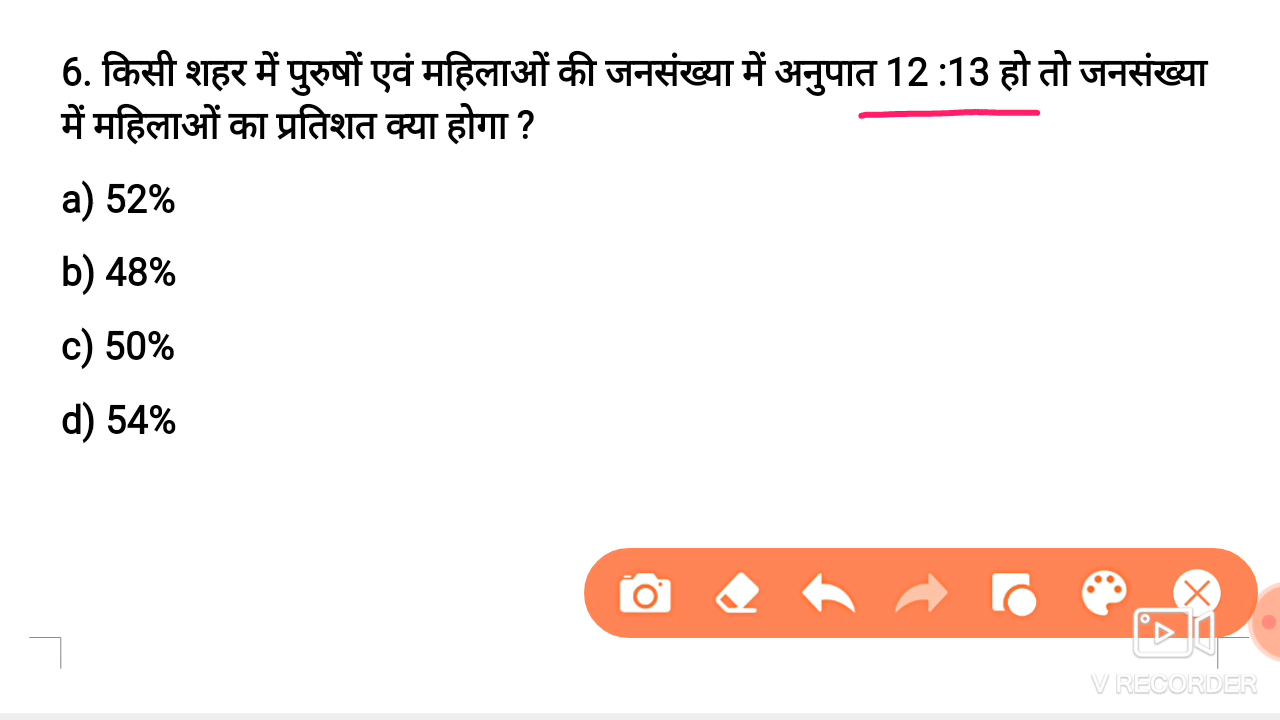 6. किसी शहर में पुरुषों एवं महिलाओं की जनसंख्या में अनुपात 12 :13 हो तो जनसंख्या
में महिलाओं का प्रतिशत क्या होगा ?
a) 52%
b) 48%
c) 50%
d) 54%
V RECORDER